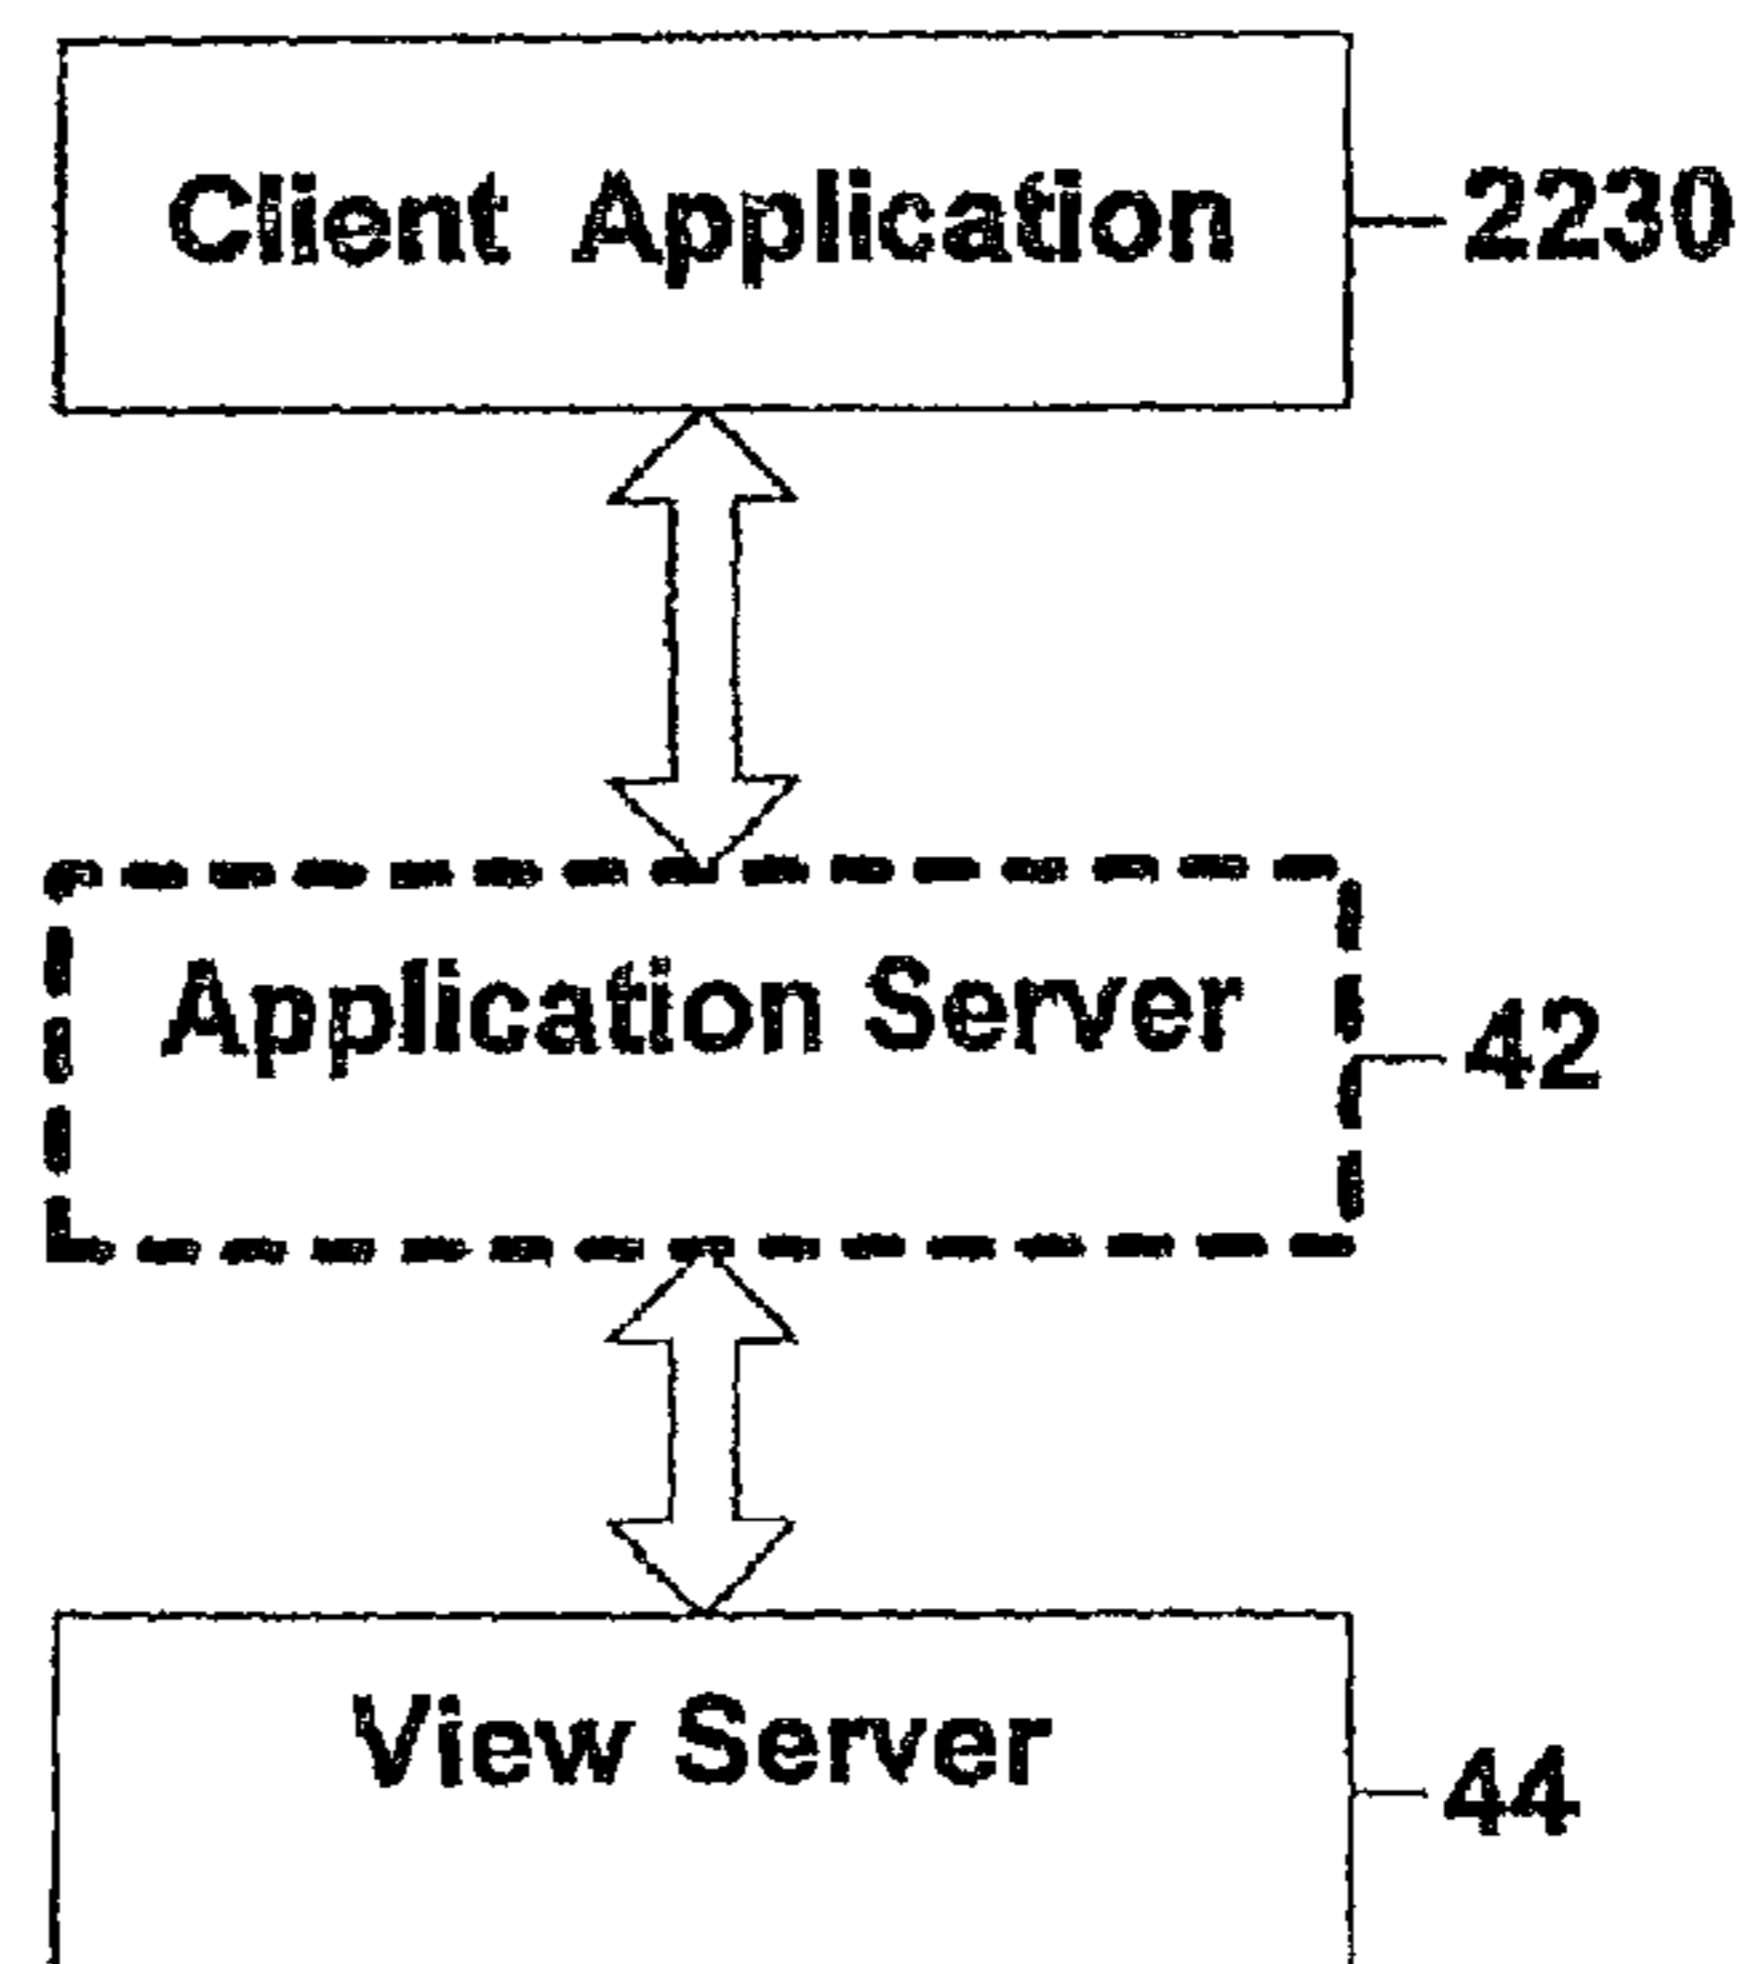 Client Application
2230
Application Server
42
View Server
44